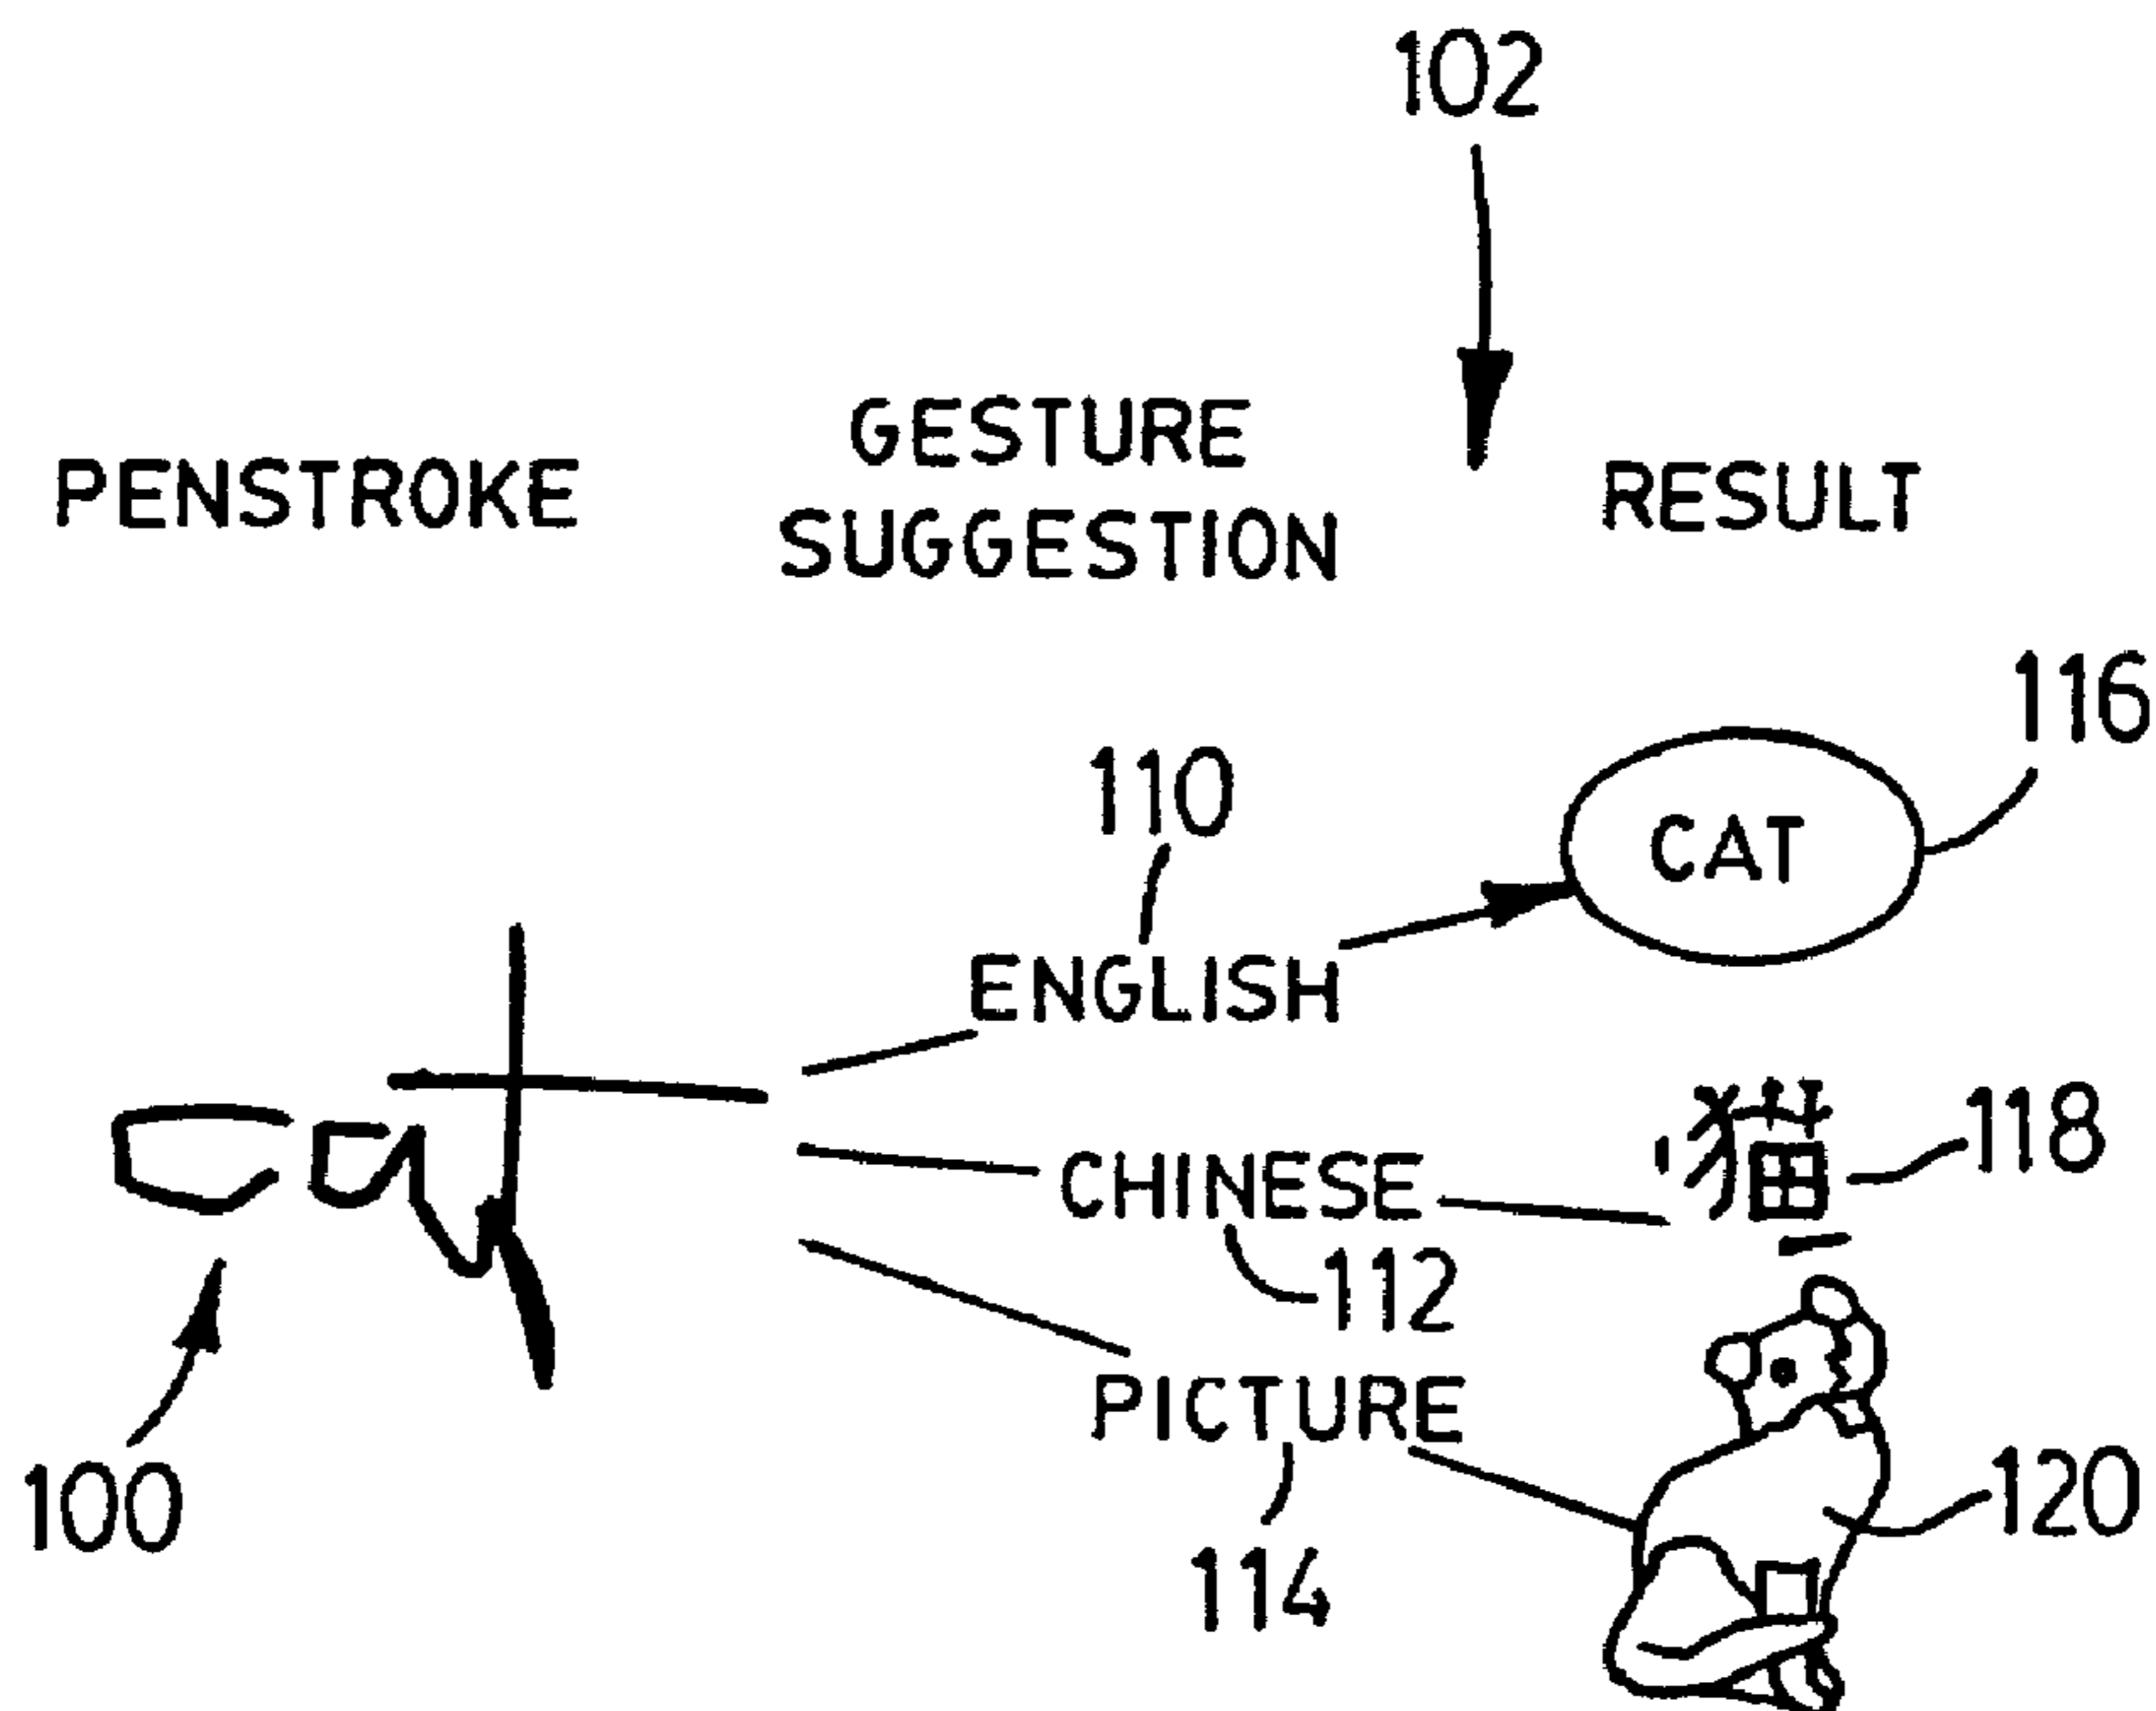 102
GESTURE
PENSTROKE SUGGESTION RESULT
116
110
CAT
ENGLISH
cat
猫 118
CHINESE
112
PICTURE
100
120
114